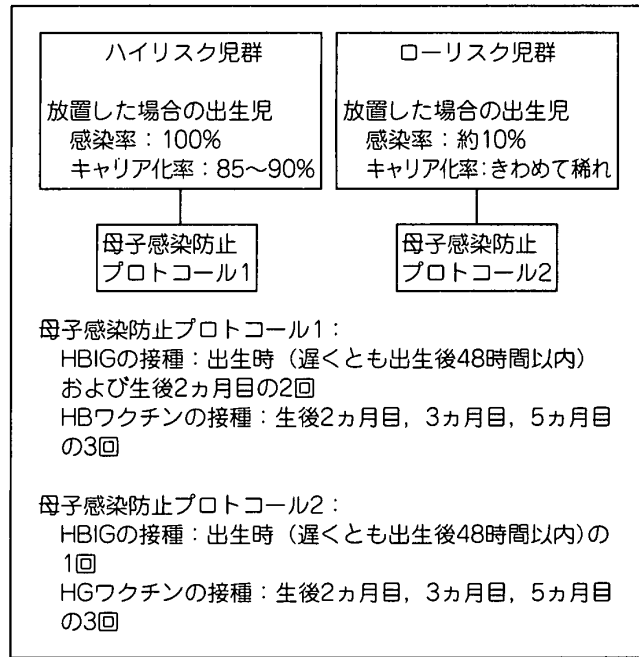 ハイリスク児群
放置した場合の出生児
感染率：100%
キャリア化率：85〜90%
ローリスク児群
放置した場合の出生児
感染率：約10%
キャリア化率：きわめて稀れ
母子感染防止
プロトコール1
母子感染防止
プロトコール2
母子感染防止プロトコール1：
HBIGの接種：出生時（遅くとも出生後48時間以内）
および生後2ヵ月目の2回
HBワクチンの接種：生後2ヵ月目，3ヵ月目，5ヵ月目
の3回
母子感染防止プロトコール2：
HBIGの接種：出生時（遅くとも出生後48時間以内）の
1回
HGワクチンの接種：生後2ヵ月目，3ヵ月目，5ヵ月目
の3回